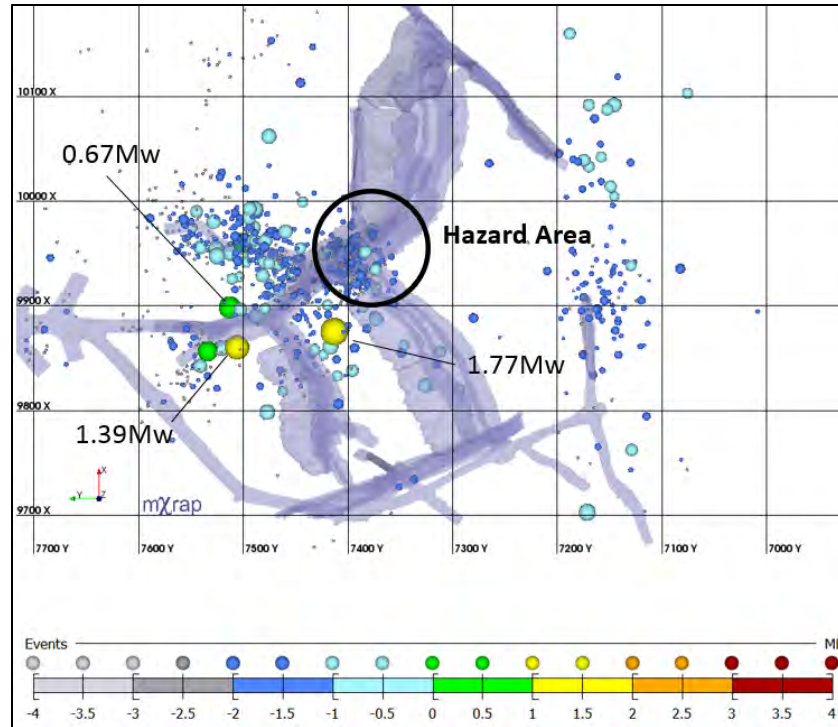 10100 X
0.67Mw
10000 X
Hazard Area
9900 X
1.77Mw
9800 X
1.39Mw
X
Y
Z
mχrap
9700 X
7700 Y 7600 Y 7500 Y 7400 Y 7300 Y 7200 Y 7100 Y 7000 Y
Events
-4 -3.5 -3 -2.5 -2 -1.5 -1 -0.5 0 0.5 1 1.5 2 2.5 3 3.5 4